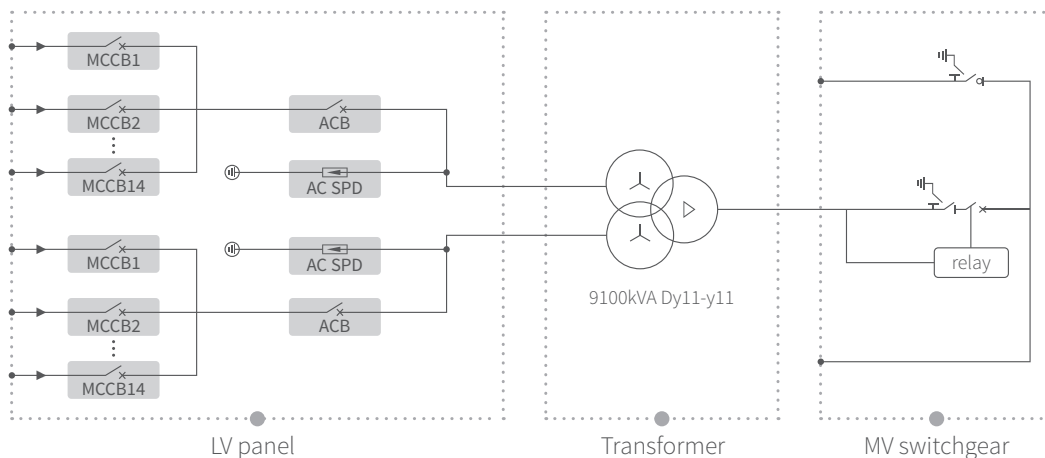 MCCB1
MCCB2
MCCB14
ACB
AC SPD
MCCB1
MCCB2
MCCB14
AC SPD
ACB
9100kVA Dy11-y11
relay
LV panel
Transformer
MV switchgear